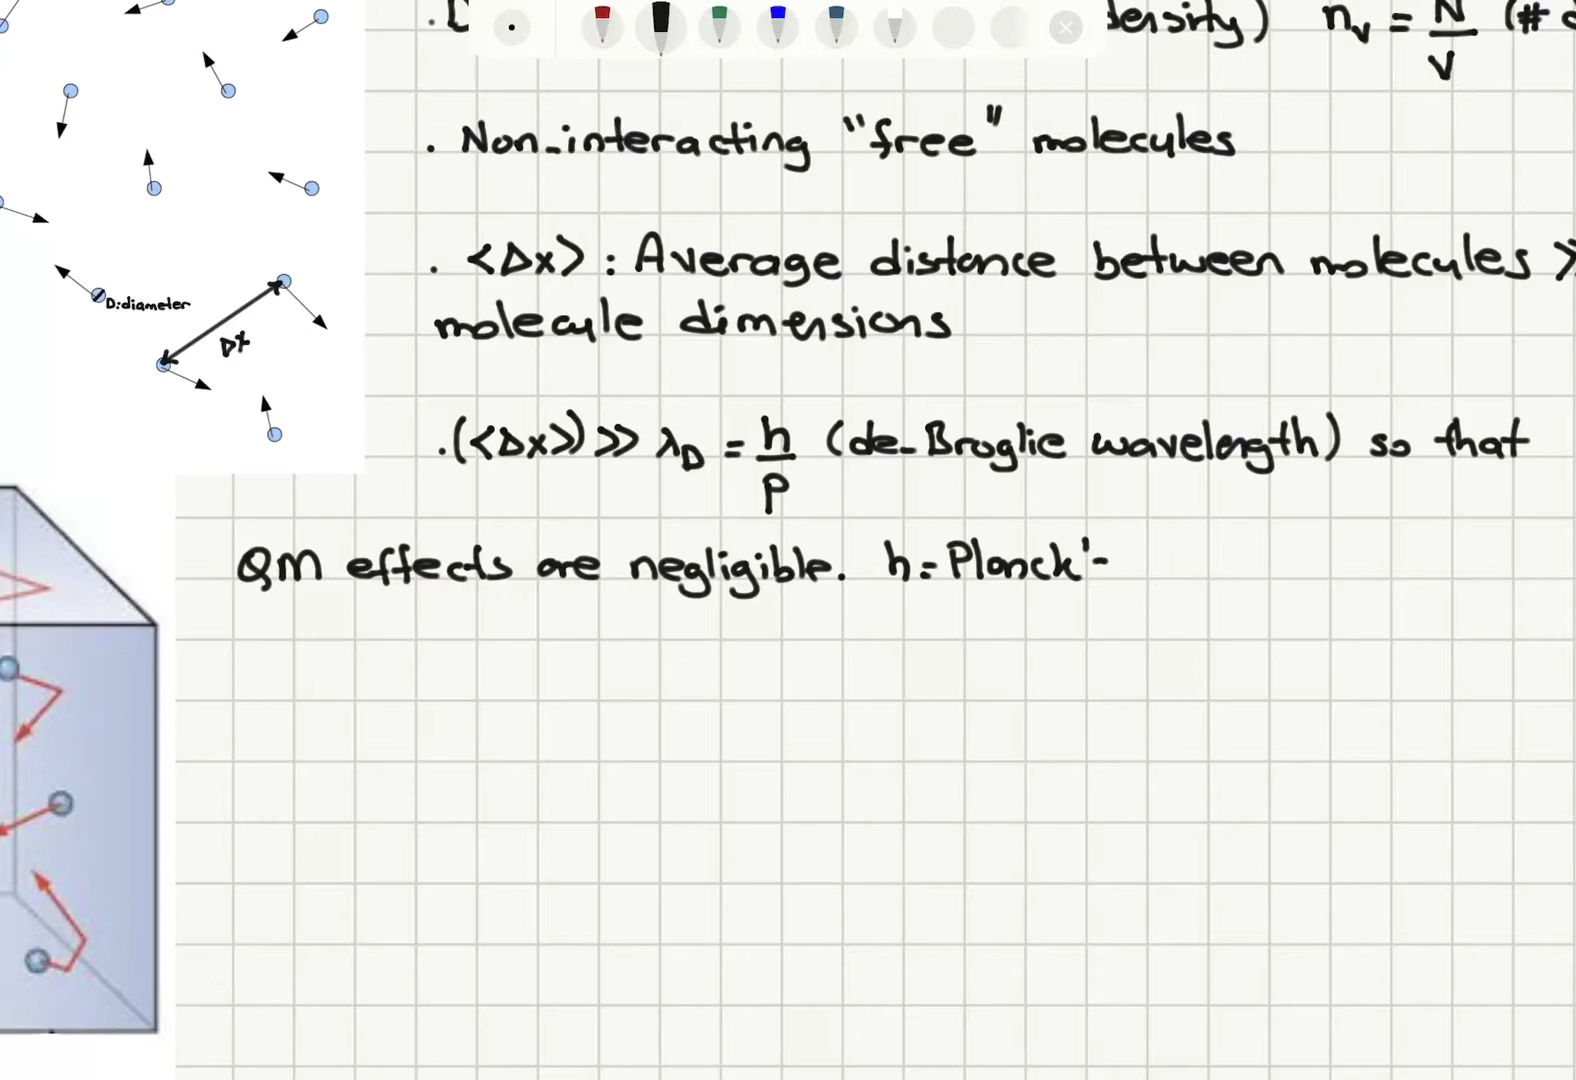 density) n_v = N/V (#
. Non-interacting "free" molecules
. <Δx> : Average distance between molecules >
molecule dimensions
D:diameter
Δx
.(<Δx>) >> λ_D = h/P (de-Broglie wavelength) so that
QM effects are negligible. h = Planck'-